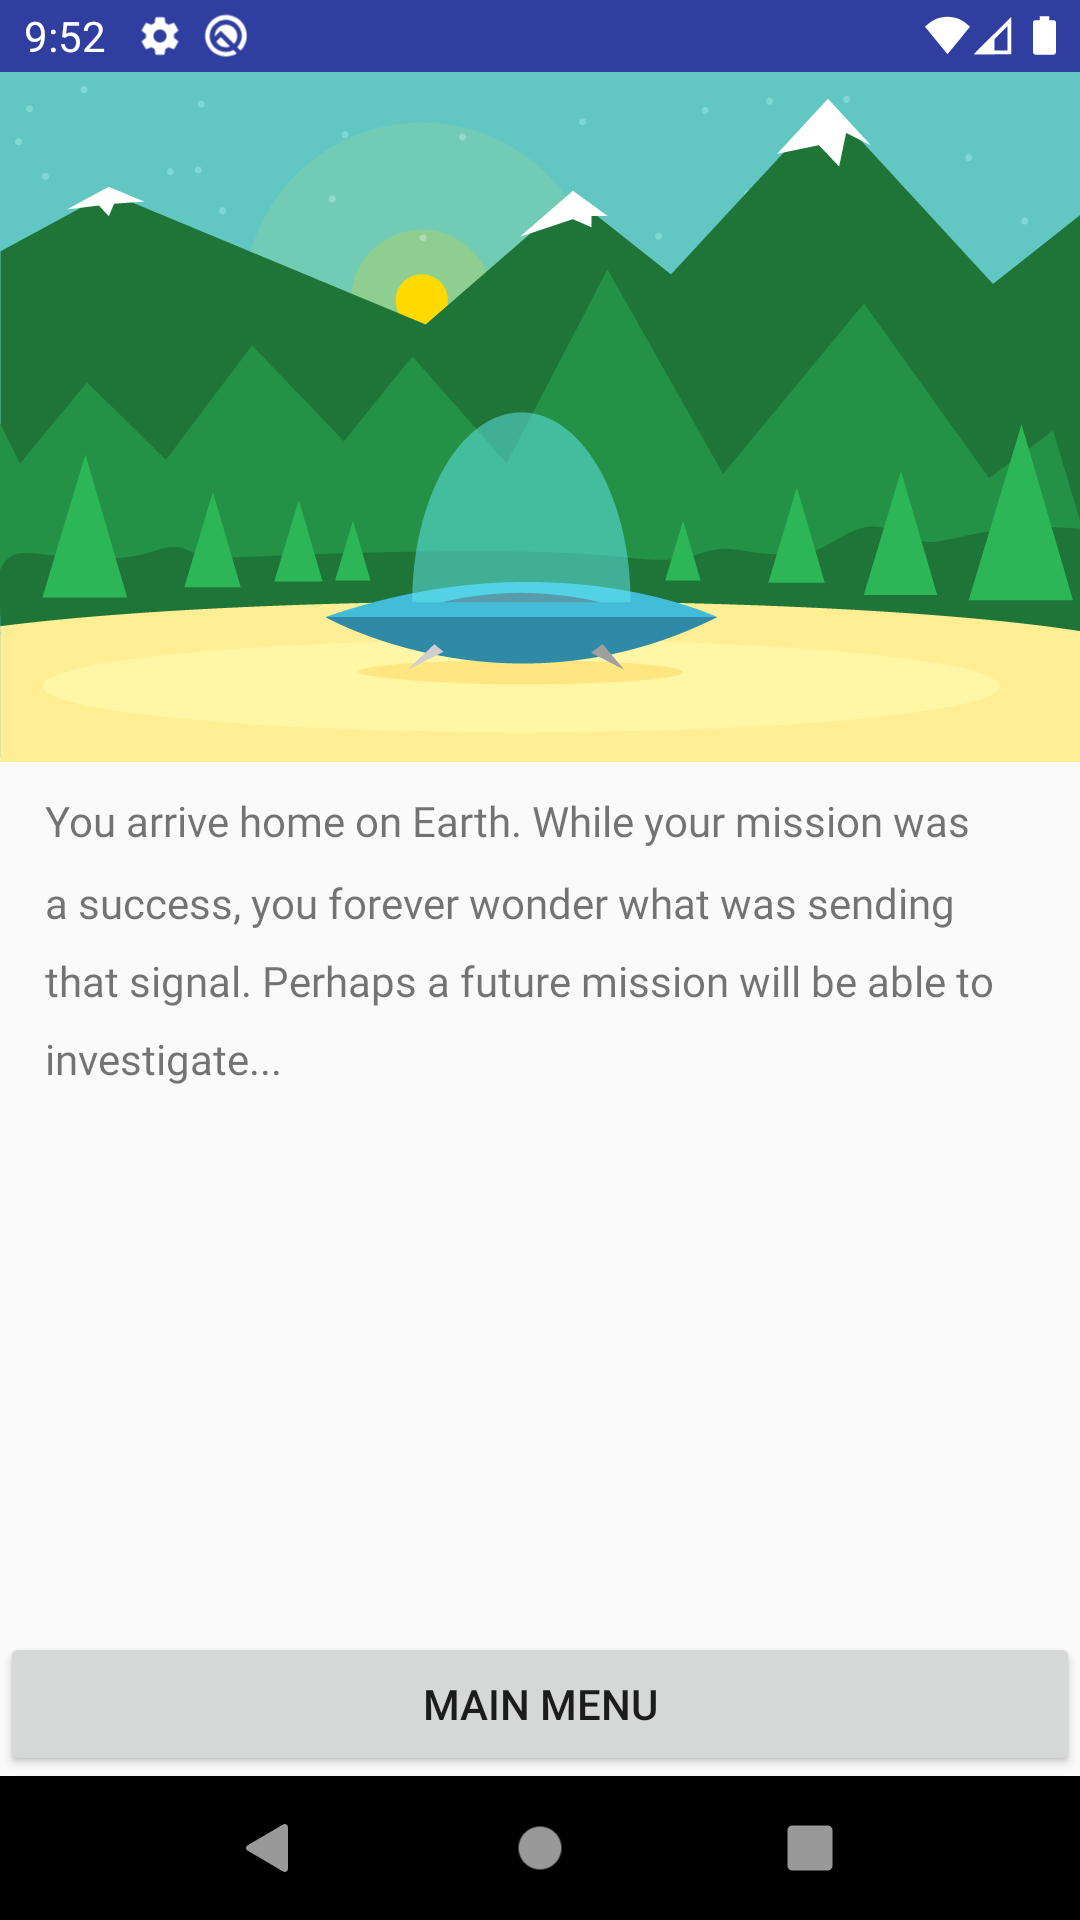 9:52
You arrive home on Earth. While your mission was
a success, you forever wonder what was sending
that signal. Perhaps a future mission will be able to
investigate...
MAIN MENU